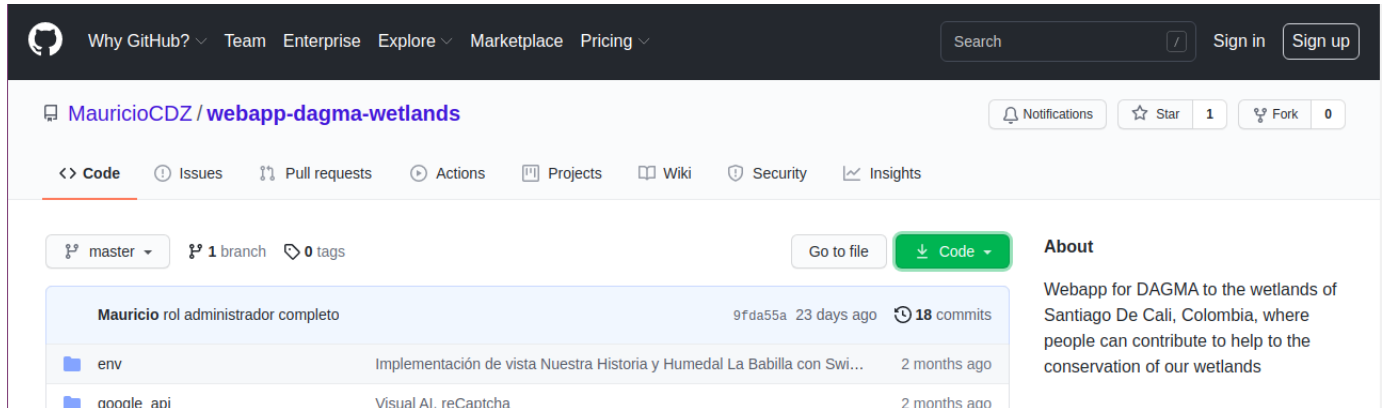 Why GitHub? Team Enterprise Explore Marketplace Pricing Search / Sign in Sign up
MauricioCDZ / webapp-dagma-wetlands Notifications Star 1 Fork 0
Code Issues Pull requests Actions Projects Wiki Security Insights
master 1 branch 0 tags Go to file Code
About
Mauricio rol administrador completo 9fda55a 23 days ago 18 commits
Webapp for DAGMA to the wetlands of
Santiago De Cali, Colombia, where
people can contribute to help to the
conservation of our wetlands
env Implementación de vista Nuestra Historia y Humedal La Babilla con Swi… 2 months ago
google_api Visual AI, reCaptcha 2 months ago